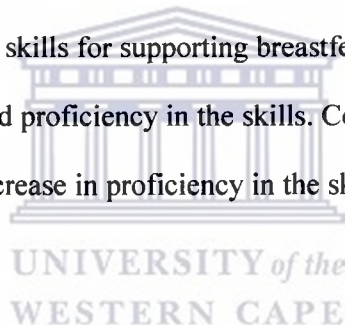 skills for supporting breastfe
d proficiency in the skills. Co
crease in proficiency in the sk
UNIVERSITY of the
WESTERN CAPE